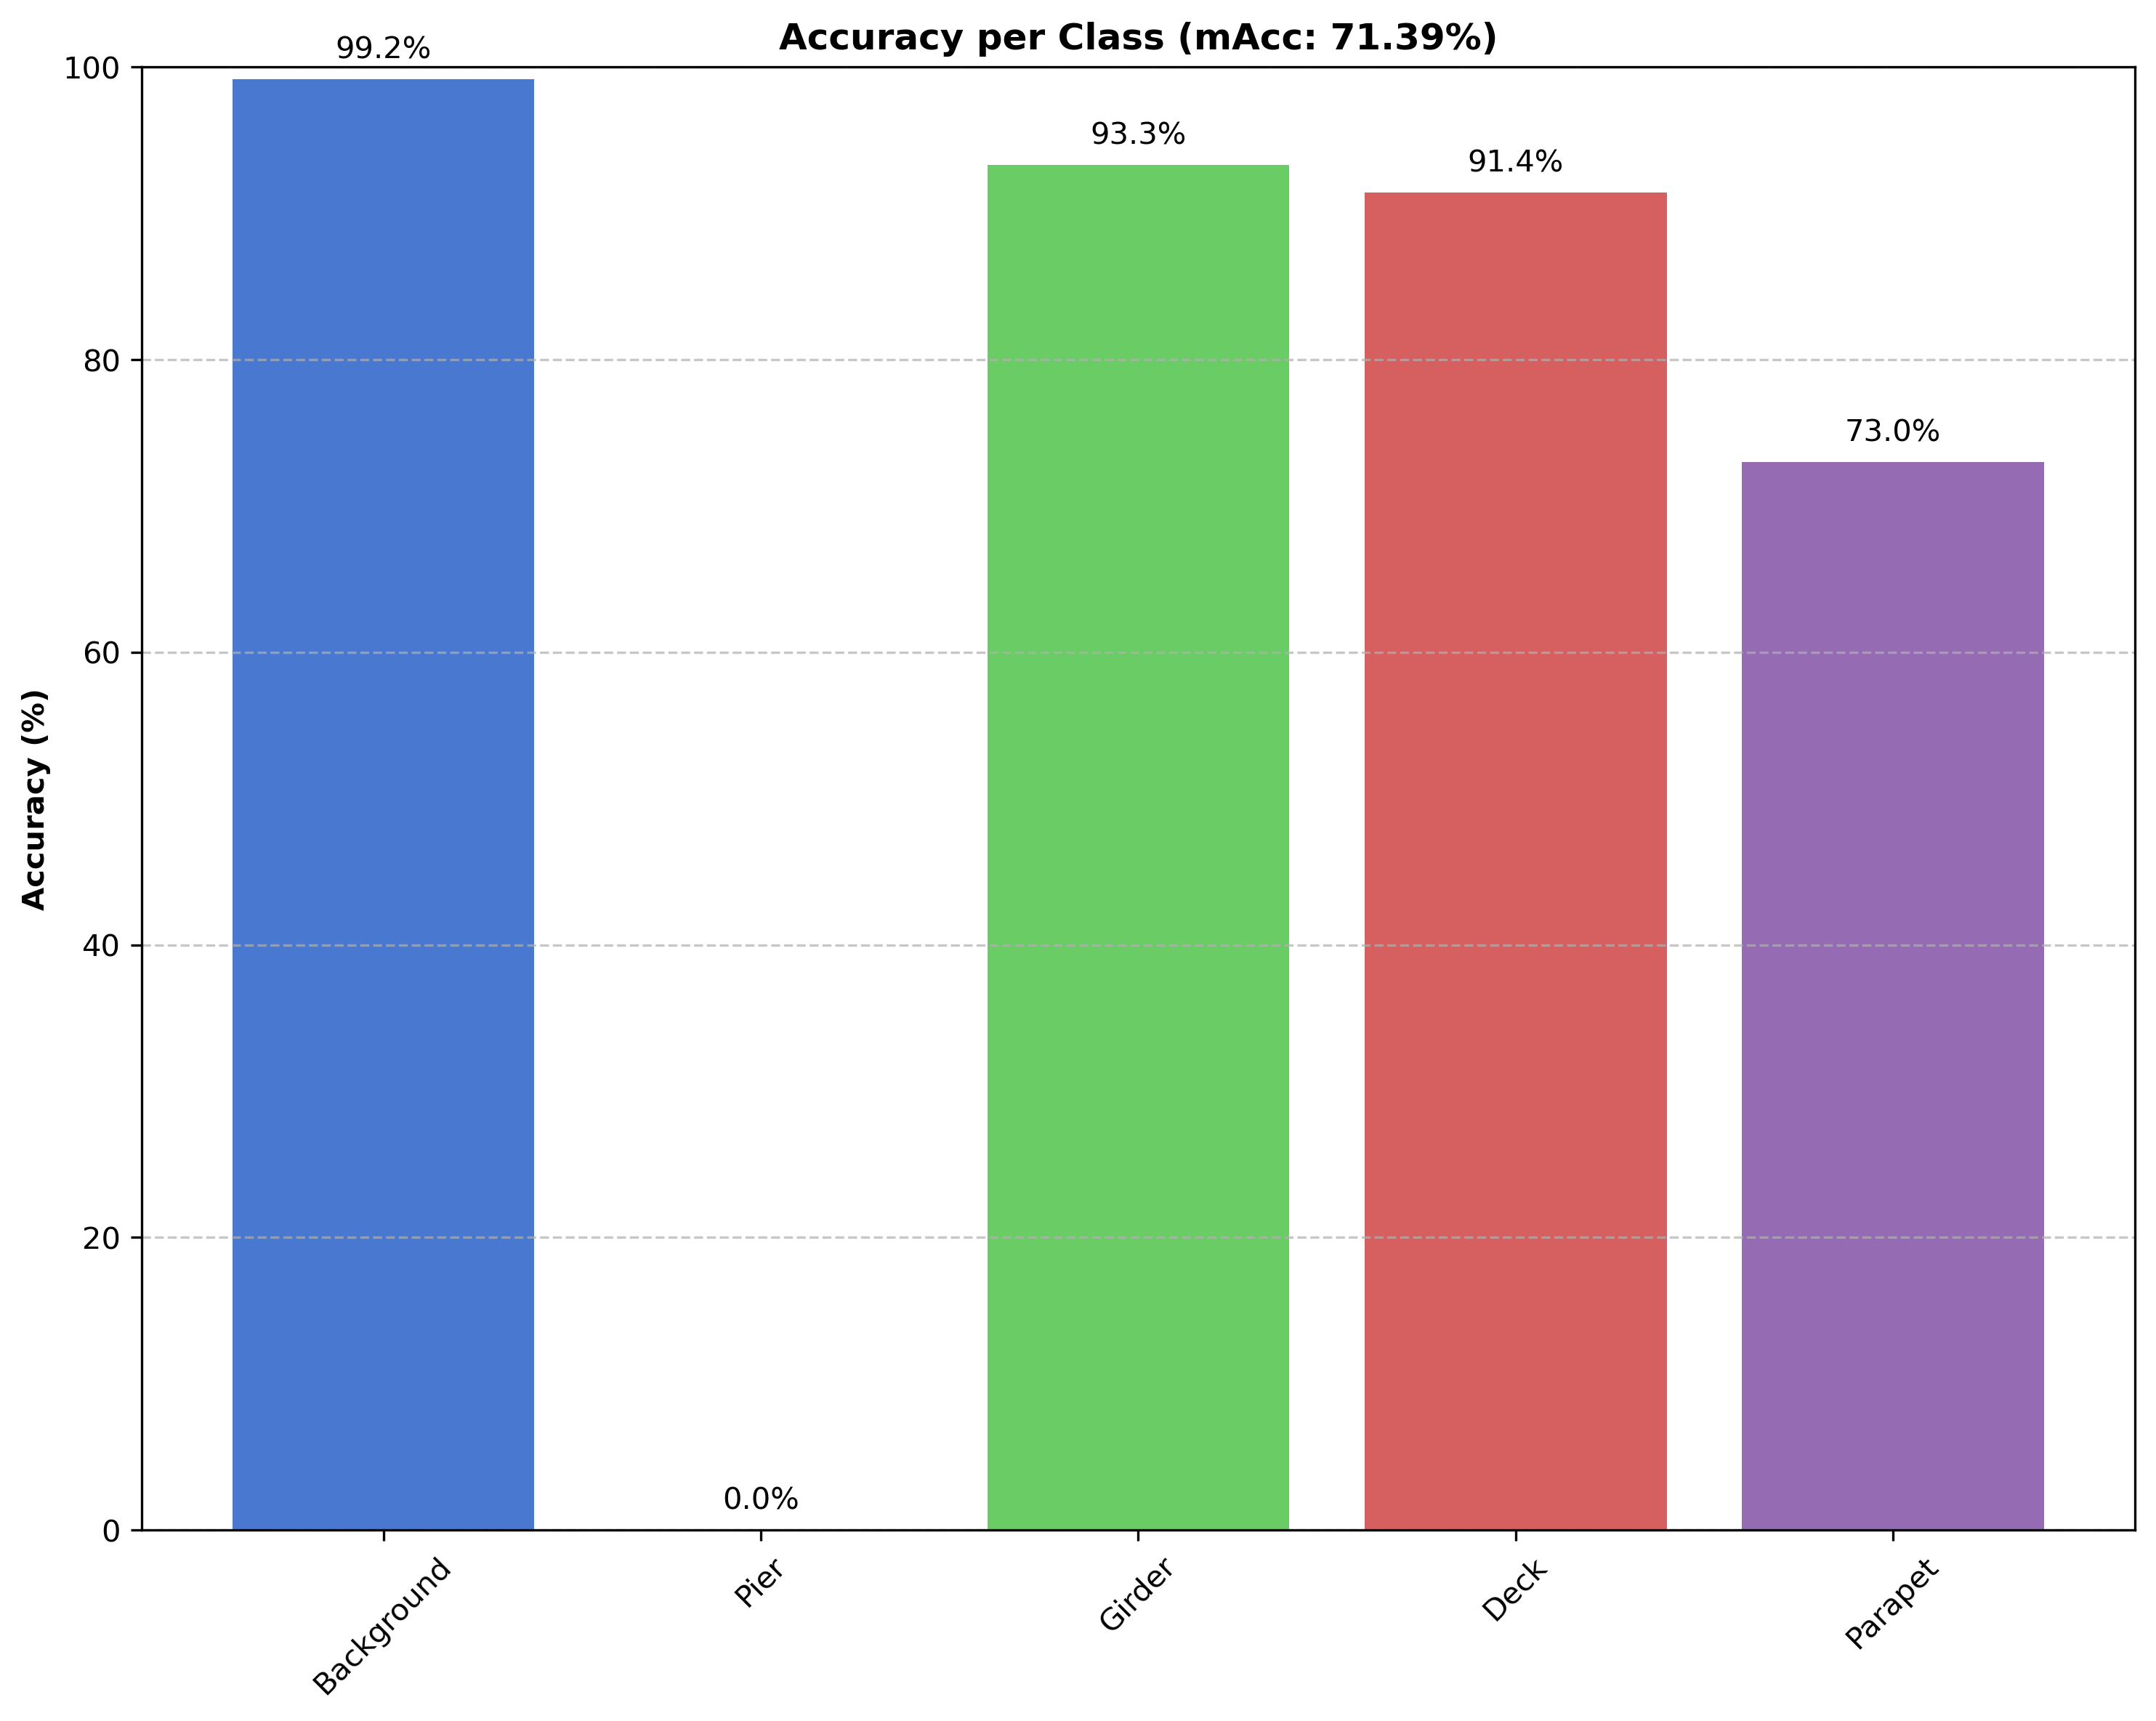 Accuracy per Class (mAcc: 71.39%)
Accuracy (%)
100
80
60
40
20
0
99.2%
0.0%
93.3%
91.4%
73.0%
Background
Pier
Girder
Deck
Parapet